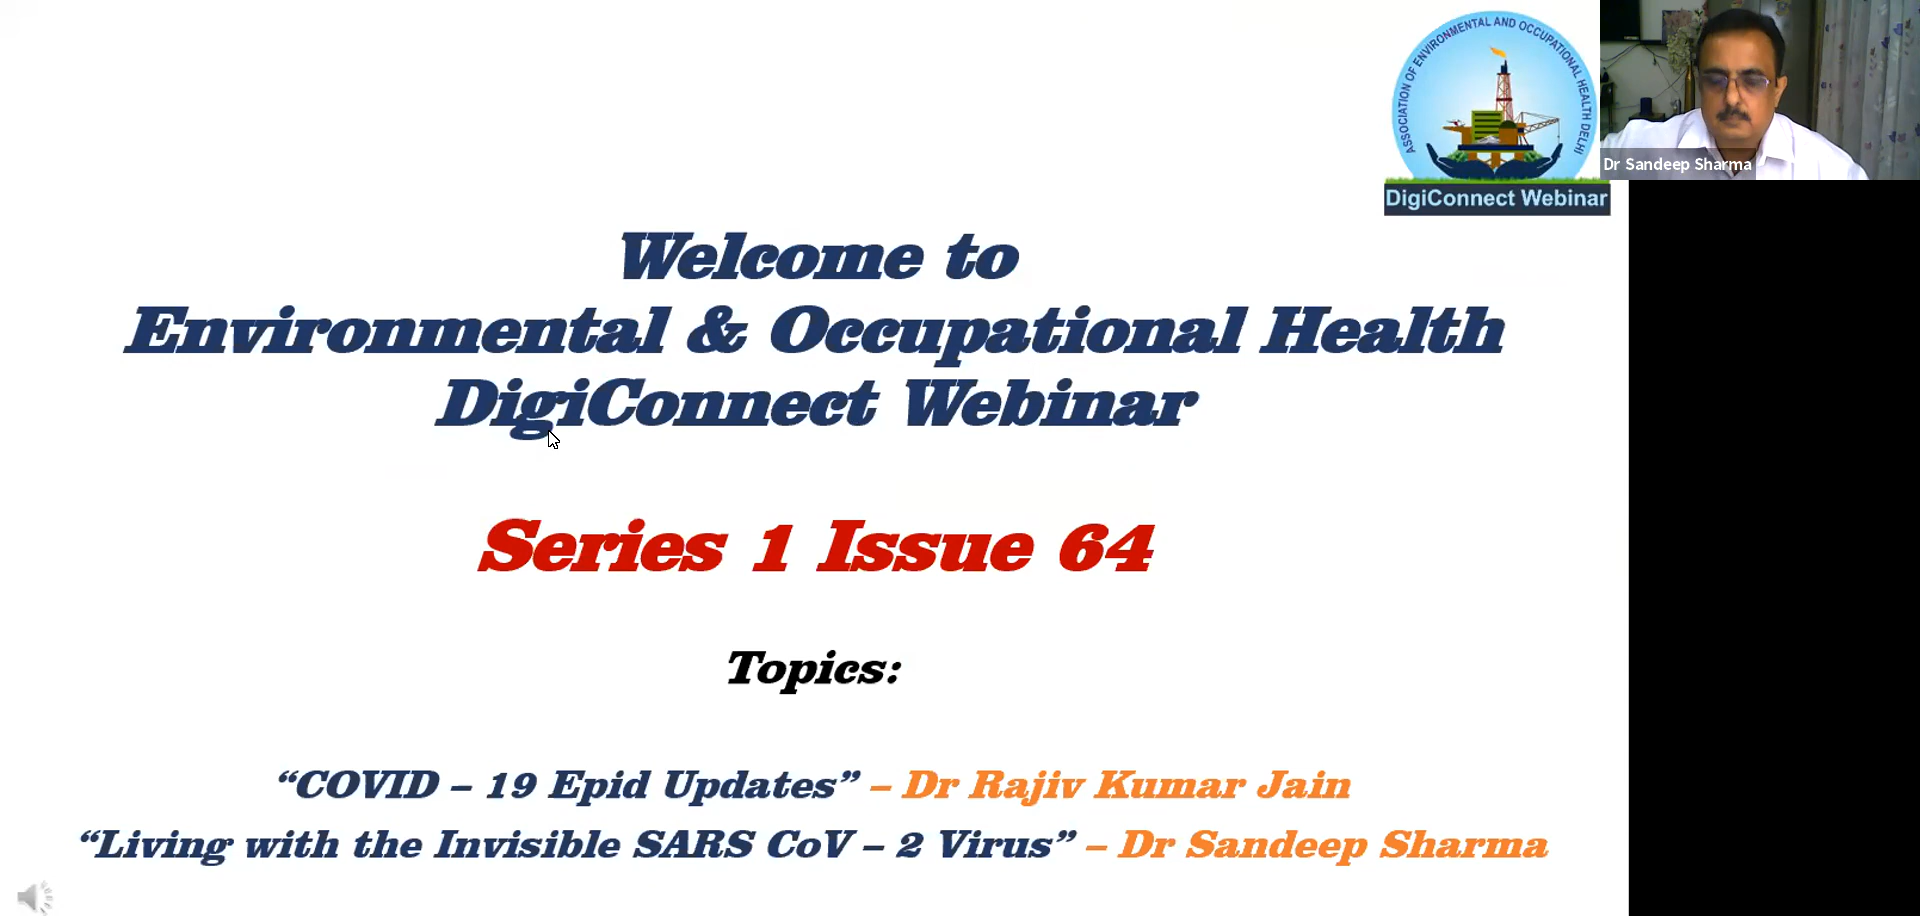 ASSOCIATION OF ENVIRONMENTAL AND OCCUPATIONAL HEALTH DELHI
DigiConnect Webinar
Dr Sandeep Sharma
Welcome to
Environmental & Occupational Health
DigiConnect Webinar
Series 1 Issue 64
Topics:
“COVID – 19 Epid Updates” – Dr Rajiv Kumar Jain
“Living with the Invisible SARS CoV – 2 Virus” – Dr Sandeep Sharma